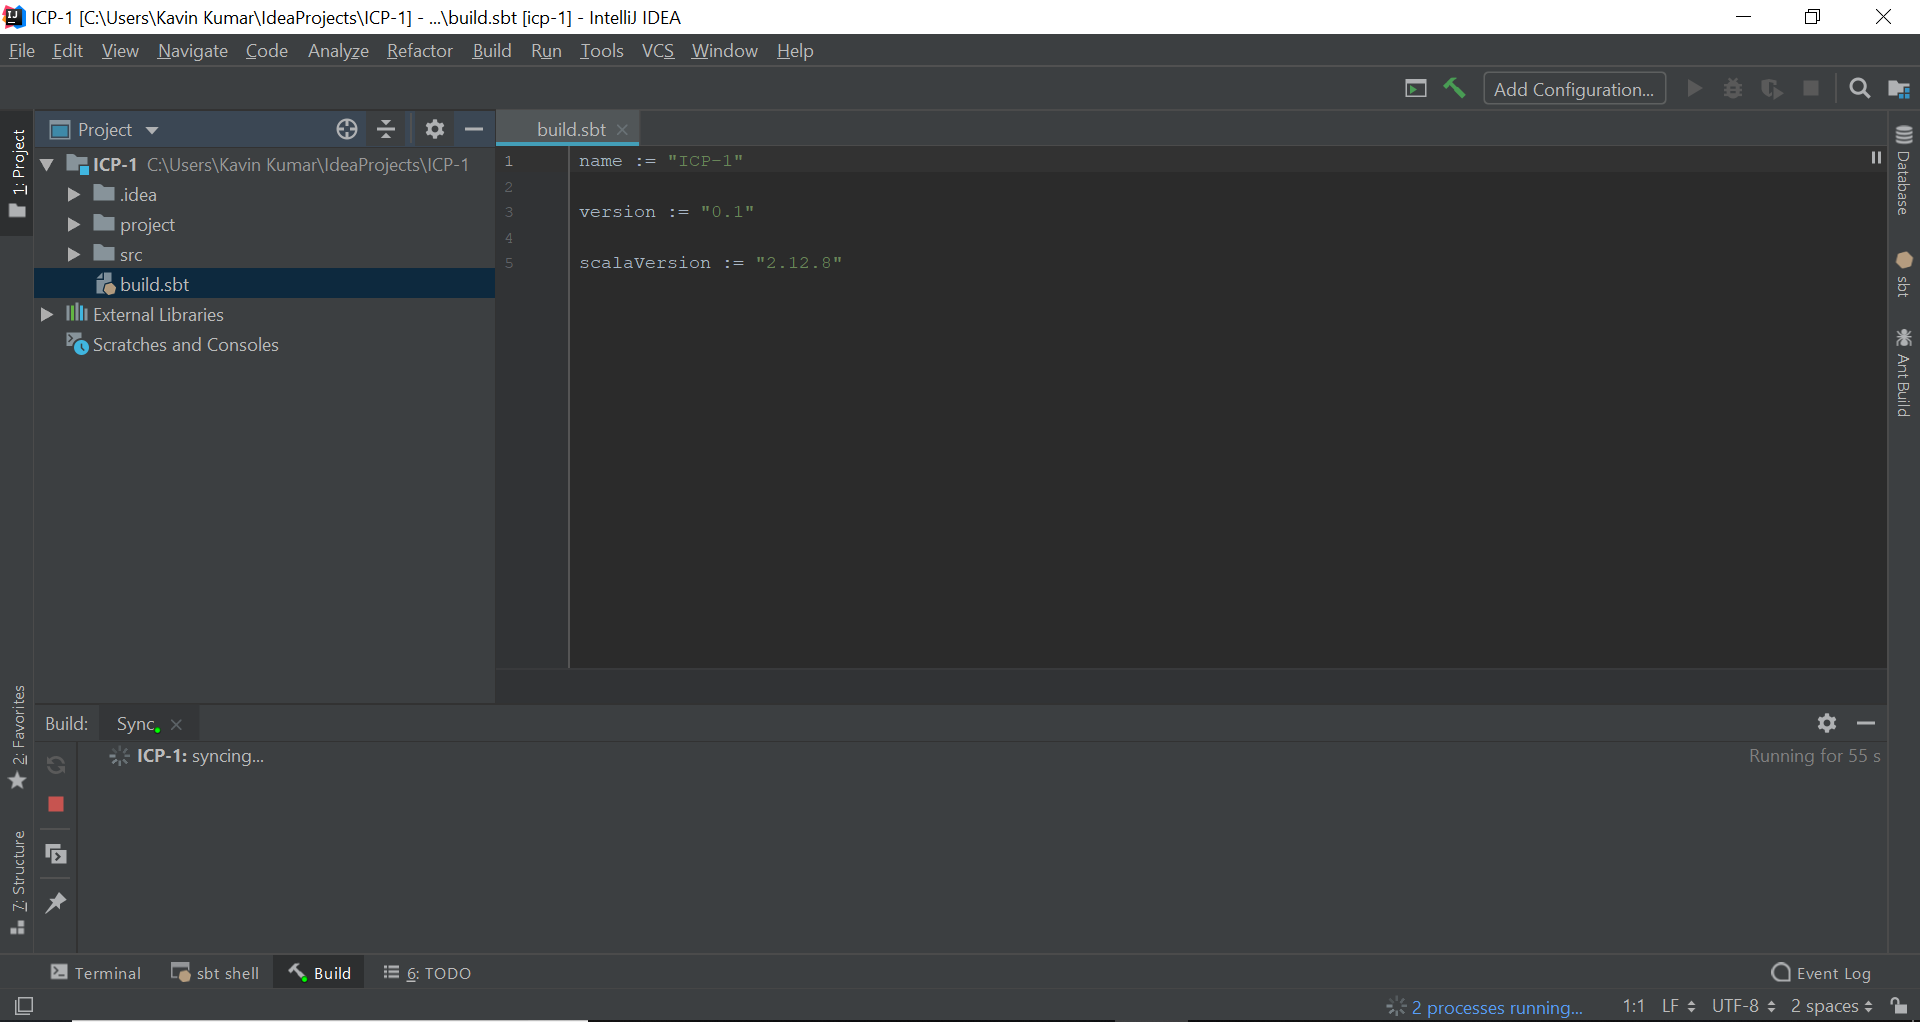 ICP-1 [C:\Users\Kavin Kumar\IdeaProjects\ICP-1] - ...\build.sbt [icp-1] - IntelliJ IDEA
File Edit View Navigate Code Analyze Refactor Build Run Tools VCS Window Help
Add Configuration...
1: Project
Project
build.sbt
ICP-1 C:\Users\Kavin Kumar\IdeaProjects\ICP-1
.idea
project
src
build.sbt
External Libraries
Scratches and Consoles
1 name := "ICP-1"
2
3 version := "0.1"
4
5 scalaVersion := "2.12.8"
Database
sbt
Ant Build
2: Favorites
7: Structure
Build: Sync
ICP-1: syncing... Running for 55 s
Terminal sbt shell Build 6: TODO Event Log
2 processes running... 1:1 LF UTF-8 2 spaces